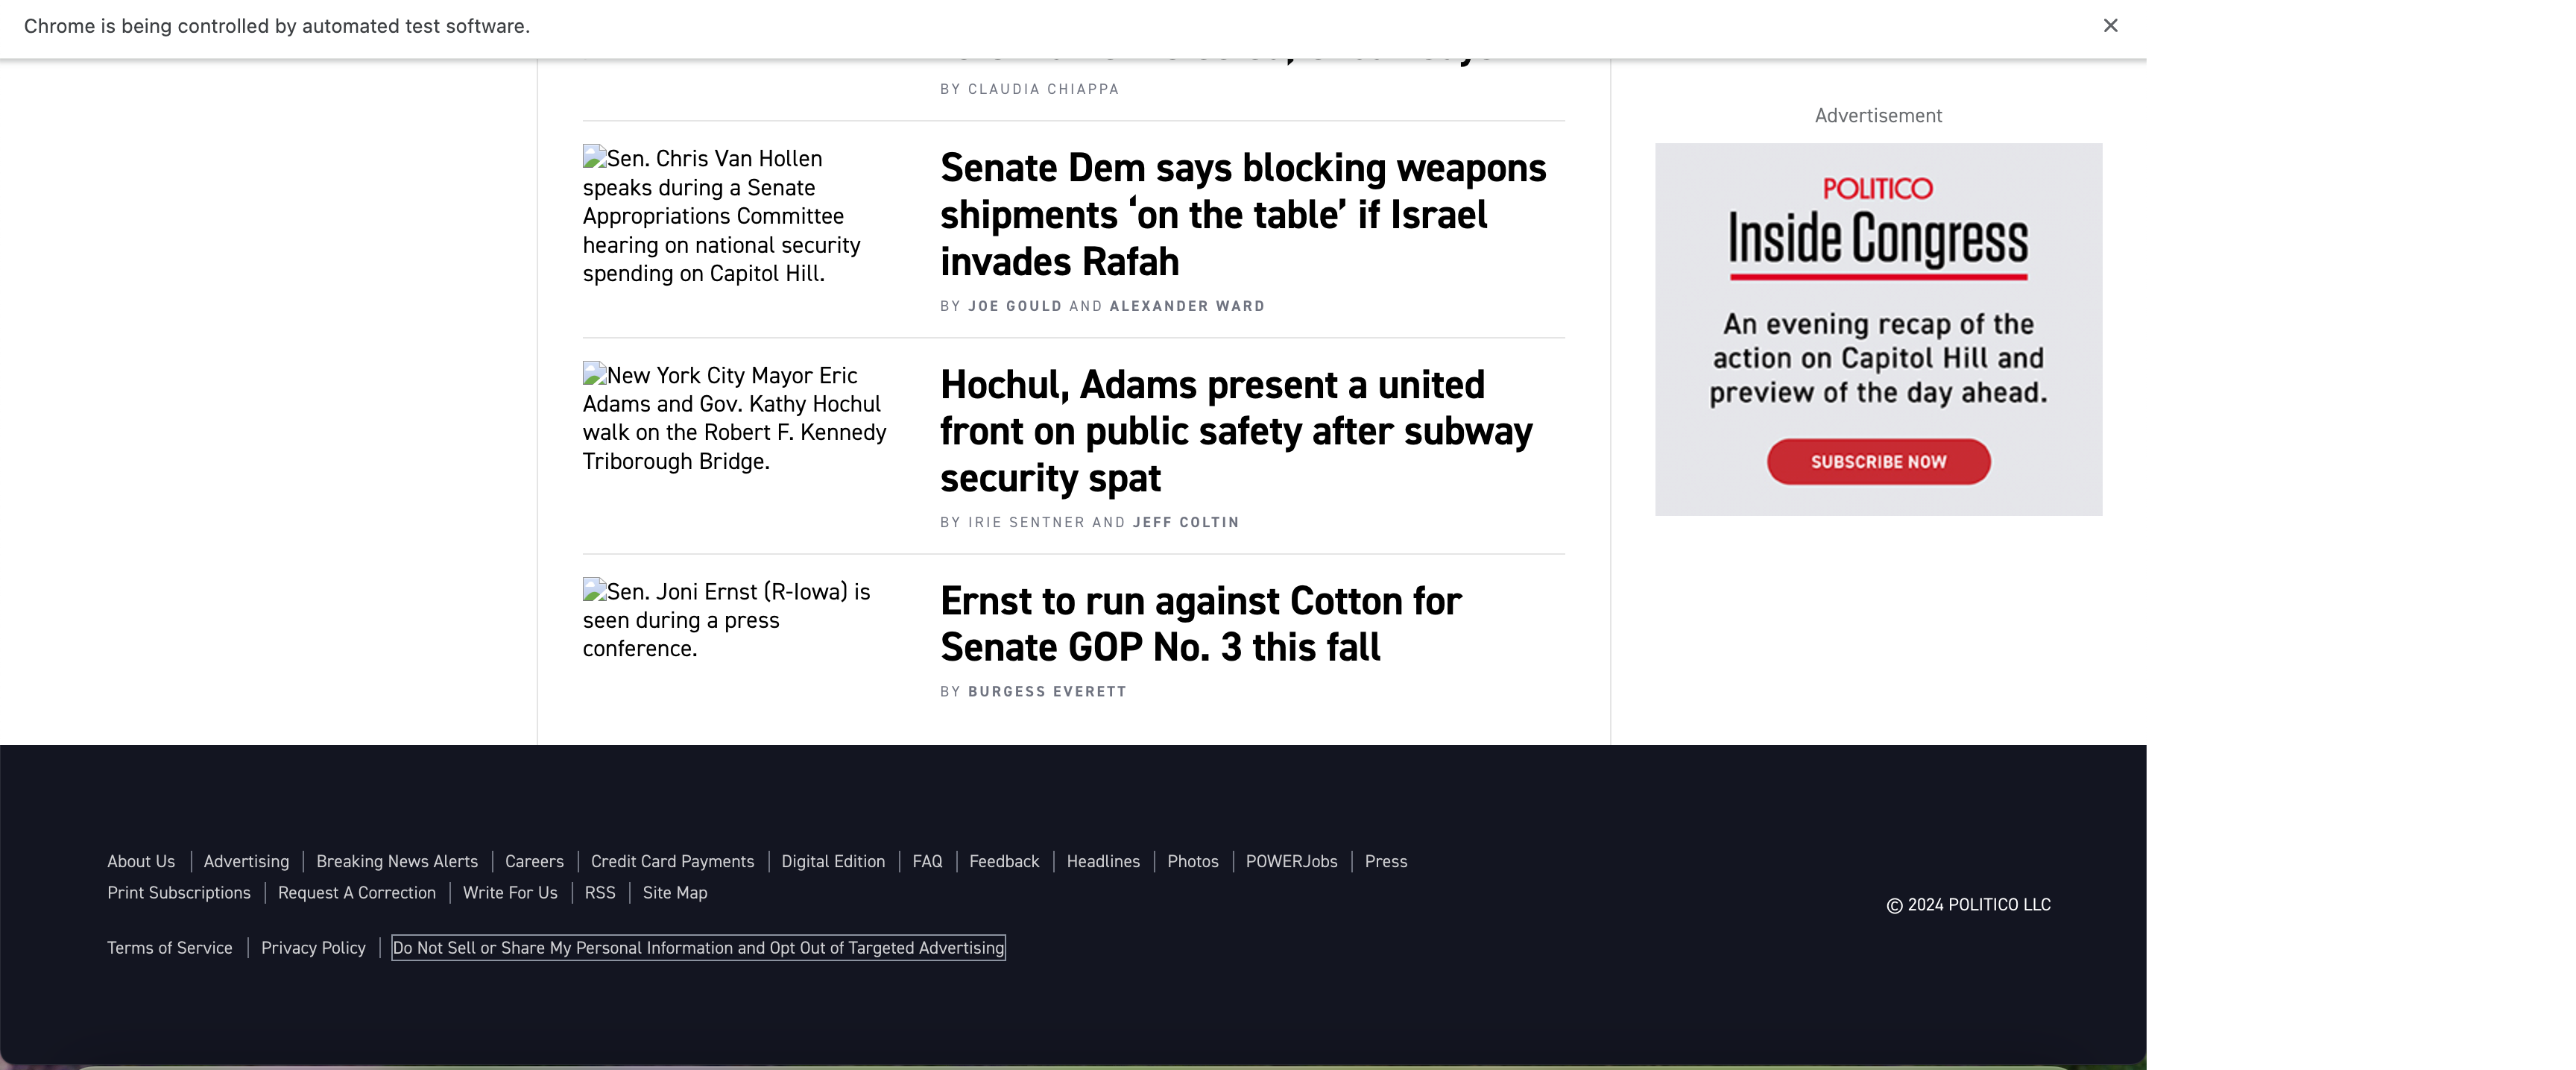 Chrome is being controlled by automated test software.
BY CLAUDIA CHIAPPA
Sen. Chris Van Hollen
speaks during a Senate
Appropriations Committee
hearing on national security
spending on Capitol Hill.
Senate Dem says blocking weapons
shipments ‘on the table’ if Israel
invades Rafah
BY JOE GOULD AND ALEXANDER WARD
New York City Mayor Eric
Adams and Gov. Kathy Hochul
walk on the Robert F. Kennedy
Triborough Bridge.
Hochul, Adams present a united
front on public safety after subway
security spat
BY IRIE SENTNER AND JEFF COLTIN
Sen. Joni Ernst (R-Iowa) is
seen during a press
conference.
Ernst to run against Cotton for
Senate GOP No. 3 this fall
BY BURGESS EVERETT
Advertisement
POLITICO
Inside Congress
An evening recap of the
action on Capitol Hill and
preview of the day ahead.
SUBSCRIBE NOW
About Us | Advertising | Breaking News Alerts | Careers | Credit Card Payments | Digital Edition | FAQ | Feedback | Headlines | Photos | POWERJobs | Press
Print Subscriptions | Request A Correction | Write For Us | RSS | Site Map
Terms of Service | Privacy Policy | Do Not Sell or Share My Personal Information and Opt Out of Targeted Advertising
© 2024 POLITICO LLC